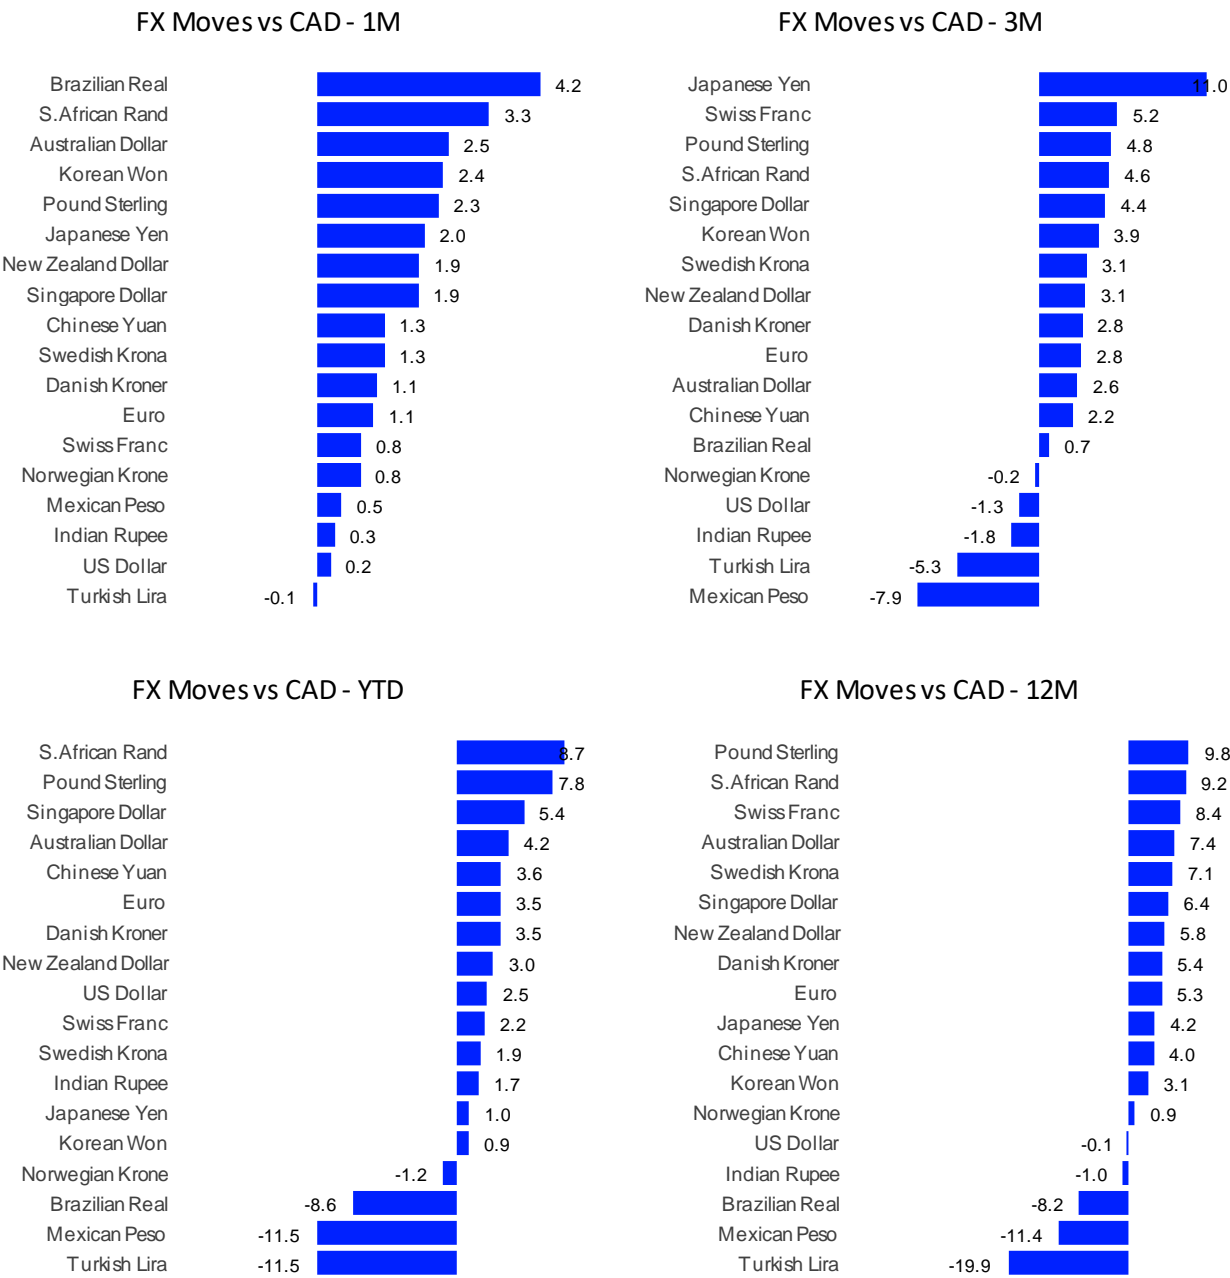 FX Moves vs CAD - 1M
Brazilian Real 4.2
S.African Rand 3.3
Australian Dollar 2.5
Korean Won 2.4
Pound Sterling 2.3
Japanese Yen 2.0
New Zealand Dollar 1.9
Singapore Dollar 1.9
Chinese Yuan 1.3
Swedish Krona 1.3
Danish Kroner 1.1
Euro 1.1
Swiss Franc 0.8
Norwegian Krone 0.8
Mexican Peso 0.5
Indian Rupee 0.3
US Dollar 0.2
Turkish Lira -0.1
FX Moves vs CAD - 3M
Japanese Yen 11.0
Swiss Franc 5.2
Pound Sterling 4.8
S.African Rand 4.6
Singapore Dollar 4.4
Korean Won 3.9
Swedish Krona 3.1
New Zealand Dollar 3.1
Danish Kroner 2.8
Euro 2.8
Australian Dollar 2.6
Chinese Yuan 2.2
Brazilian Real 0.7
Norwegian Krone -0.2
US Dollar -1.3
Indian Rupee -1.8
Turkish Lira -5.3
Mexican Peso -7.9
FX Moves vs CAD - YTD
S.African Rand 8.7
Pound Sterling 7.8
Singapore Dollar 5.4
Australian Dollar 4.2
Chinese Yuan 3.6
Euro 3.5
Danish Kroner 3.5
New Zealand Dollar 3.0
US Dollar 2.5
Swiss Franc 2.2
Swedish Krona 1.9
Indian Rupee 1.7
Japanese Yen 1.0
Korean Won 0.9
Norwegian Krone -1.2
Brazilian Real -8.6
Mexican Peso -11.5
Turkish Lira -11.5
FX Moves vs CAD - 12M
Pound Sterling 9.8
S.African Rand 9.2
Swiss Franc 8.4
Australian Dollar 7.4
Swedish Krona 7.1
Singapore Dollar 6.4
New Zealand Dollar 5.8
Danish Kroner 5.4
Euro 5.3
Japanese Yen 4.2
Chinese Yuan 4.0
Korean Won 3.1
Norwegian Krone 0.9
US Dollar -0.1
Indian Rupee -1.0
Brazilian Real -8.2
Mexican Peso -11.4
Turkish Lira -19.9